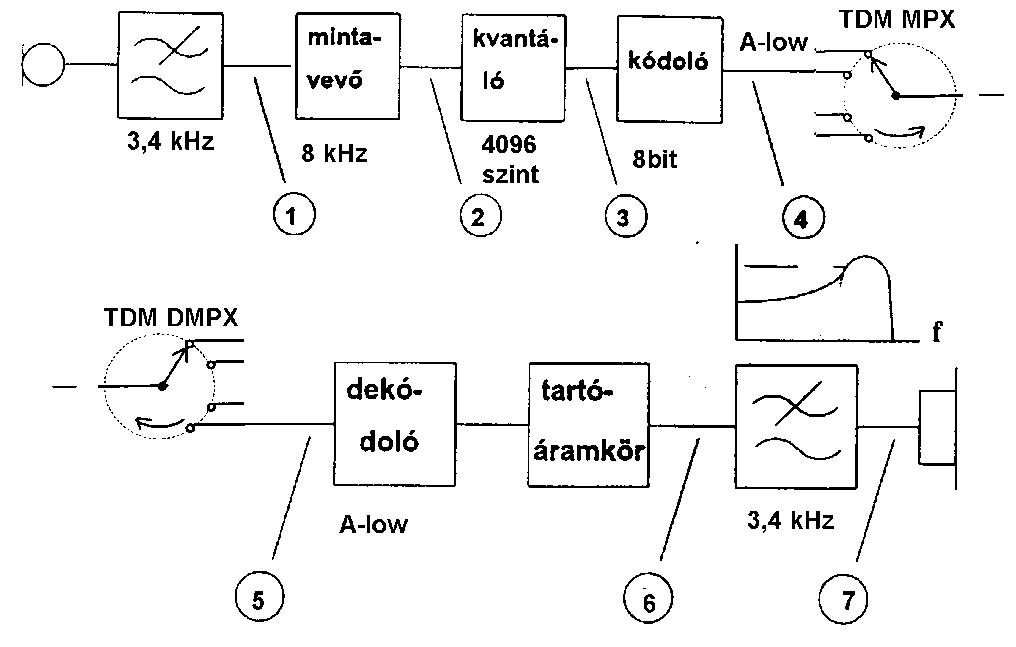 TDM MPX
minta-
vevő
kvantá-
ló
kódoló
A-low
3,4 kHz
8 kHz
4096
szint
8bit
1
2
3
4
f
TDM DMPX
dekó-
doló
tartó-
áramkör
A-low
3,4 kHz
5
6
7